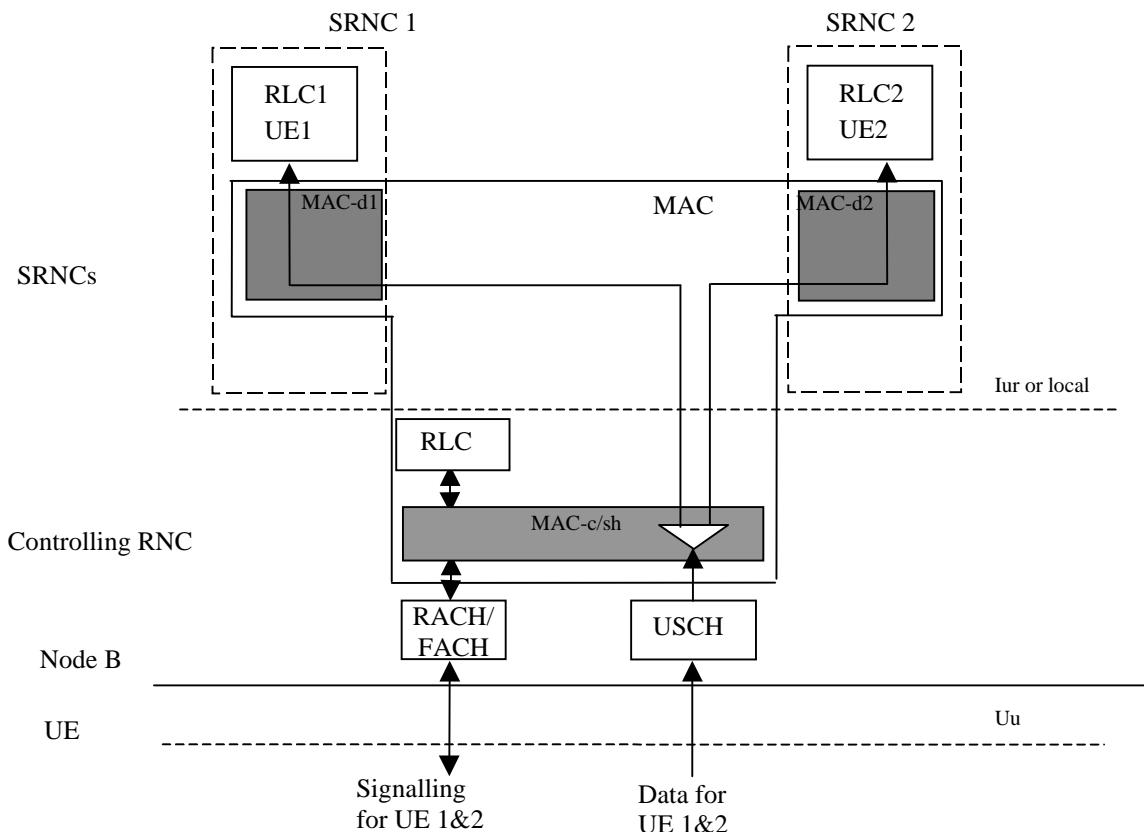 SRNC 1
SRNC 2
RLC1
UE1
RLC2
UE2
MAC-d1
MAC
MAC-d2
SRNCs
Iur or local
RLC
MAC-c/sh
Controlling RNC
RACH/
FACH
USCH
Node B
UE
Uu
Signalling
for UE 1&2
Data for
UE 1&2